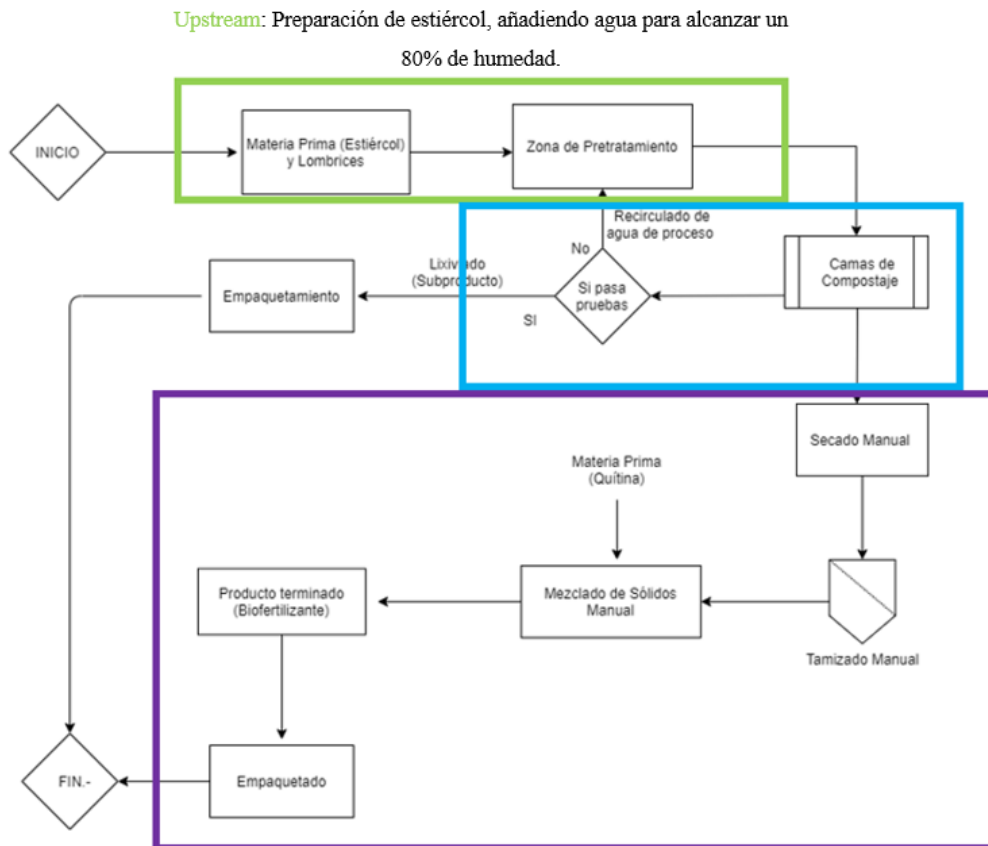 Upstream: Preparación de estiércol, añadiendo agua para alcanzar un
80% de humedad.
INICIO
Materia Prima (Estiércol)
y Lombrices
Zona de Pretratamiento
Recirculado de
agua de proceso
No
Camas de
Compostaje
Si pasa
pruebas
Lixiviado
(Subproducto)
SI
Empaquetamiento
Secado Manual
Materia Prima
(Quítina)
Tamizado Manual
Mezclado de Sólidos
Manual
Producto terminado
(Biofertilizante)
Empaquetado
FIN.-